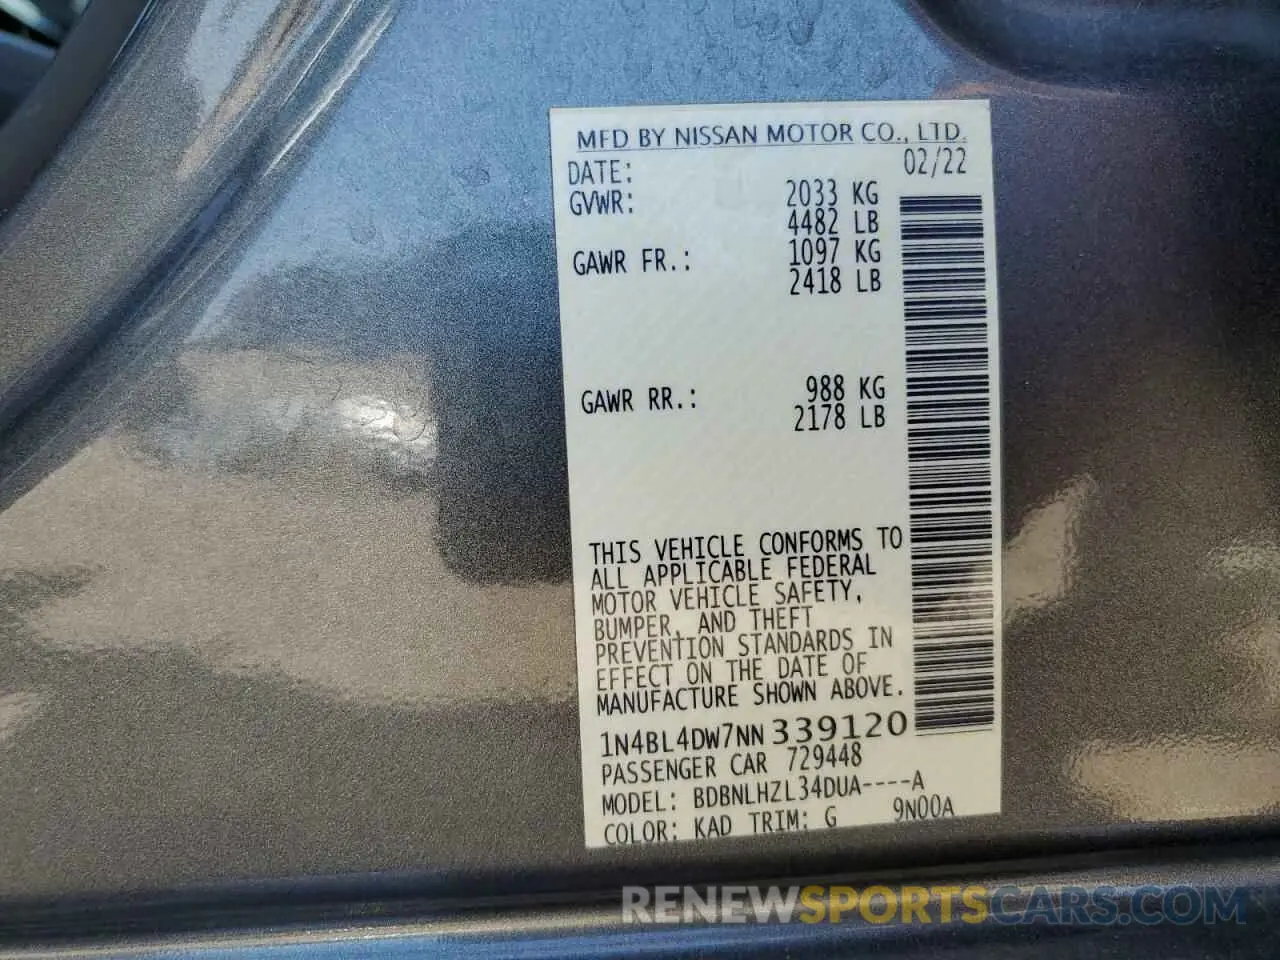 MFD BY NISSAN MOTOR CO., LTD.
DATE: 02/22
GVWR: 2033 KG
4482 LB
GAWR FR.: 1097 KG
2418 LB
GAWR RR.: 988 KG
2178 LB
THIS VEHICLE CONFORMS TO
ALL APPLICABLE FEDERAL
MOTOR VEHICLE SAFETY,
BUMPER, AND THEFT
PREVENTION STANDARDS IN
EFFECT ON THE DATE OF
MANUFACTURE SHOWN ABOVE.
1N4BL4DW7NN339120
PASSENGER CAR 729448
MODEL: BDBNLHZL34DUA----A
COLOR: KAD TRIM: G 9N00A
RENEWSPORTSCARS.COM